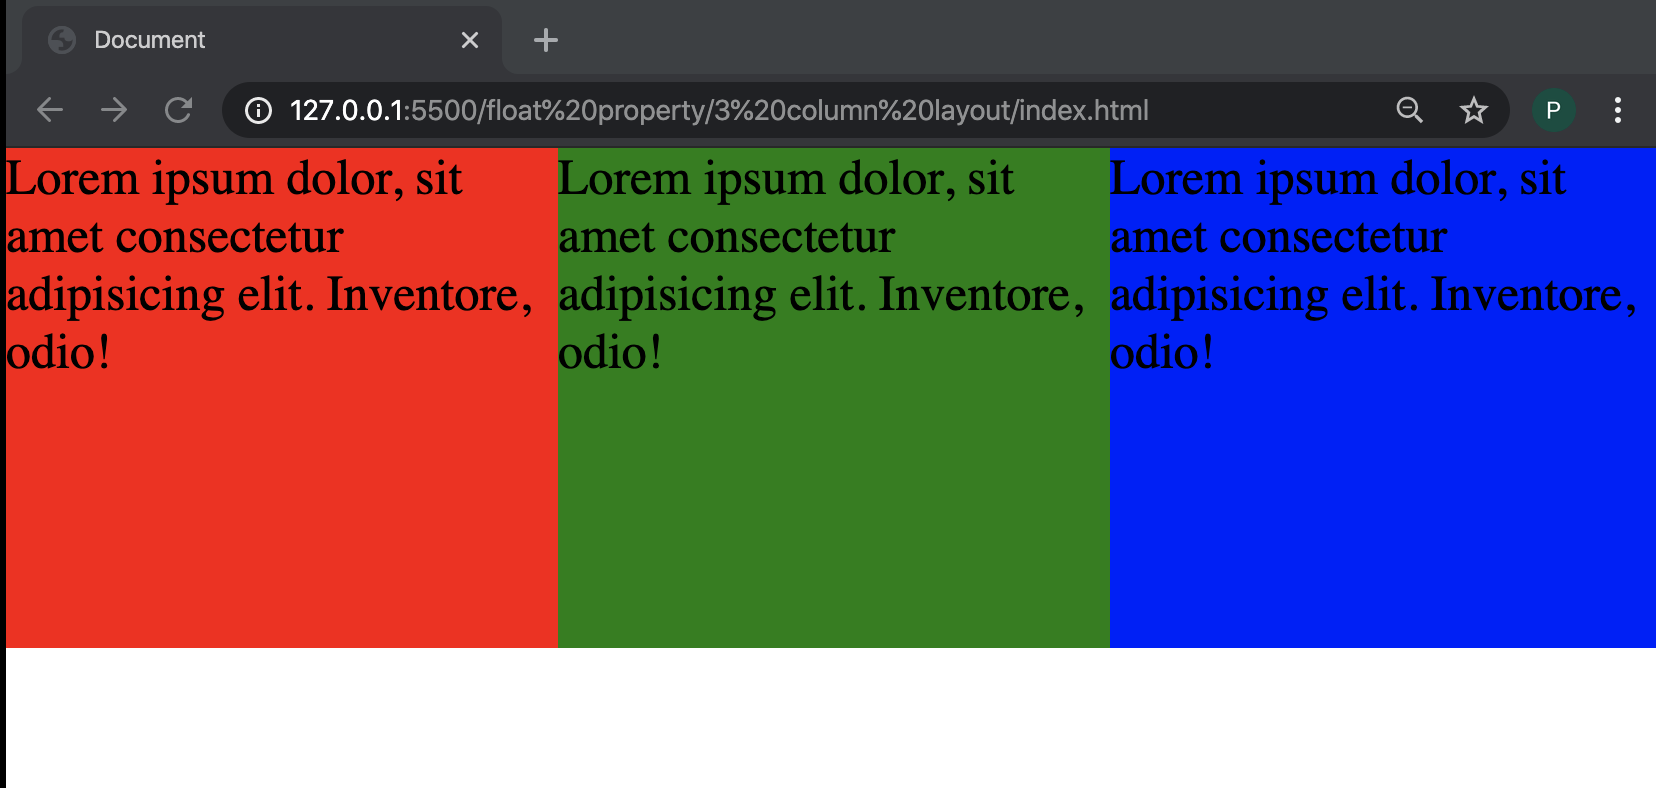 Document
127.0.0.1:5500/float%20property/3%20column%20layout/index.html
P
Lorem ipsum dolor, sit
amet consectetur
adipisicing elit. Inventore,
odio!
Lorem ipsum dolor, sit
amet consectetur
adipisicing elit. Inventore,
odio!
Lorem ipsum dolor, sit
amet consectetur
adipisicing elit. Inventore,
odio!